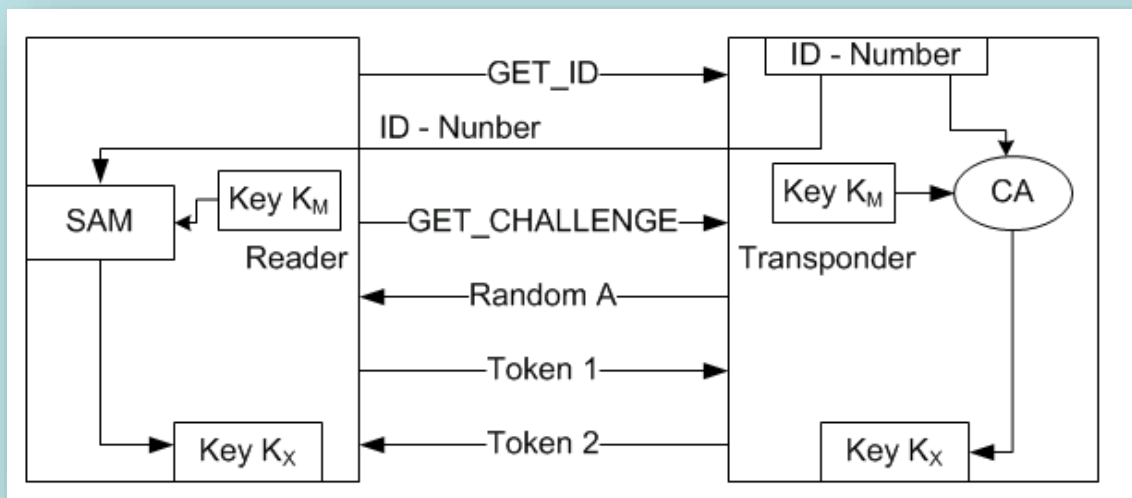 ID - Number
GET_ID
ID - Nunber
Key KM
Key KM
CA
SAM
GET_CHALLENGE
Reader
Transponder
Random A
Token 1
Token 2
Key KX
Key KX